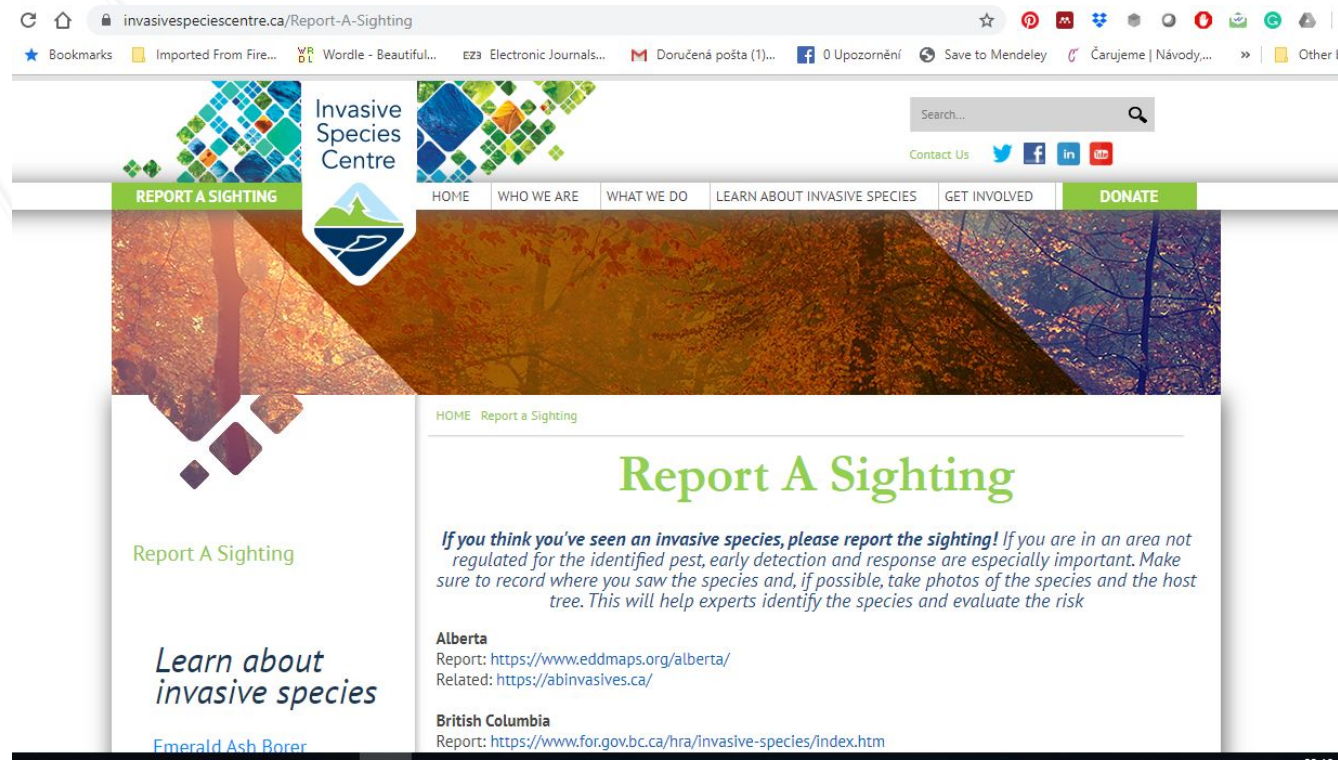 invasivespeciescentre.ca/Report-A-Sighting
Bookmarks Imported From Fire... Wordle - Beautiful... Electronic Journals... Doručená pošta (1)... 0 Upozornění Save to Mendeley Čarujeme | Návody,... » Other
Invasive
Species
Centre
Search...
Contact Us
REPORT A SIGHTING HOME WHO WE ARE WHAT WE DO LEARN ABOUT INVASIVE SPECIES GET INVOLVED DONATE
HOME Report a Sighting
Report A Sighting
If you think you've seen an invasive species, please report the sighting! If you are in an area not
regulated for the identified pest, early detection and response are especially important. Make
sure to record where you saw the species and, if possible, take photos of the species and the host
tree. This will help experts identify the species and evaluate the risk
Alberta
Report: https://www.eddmaps.org/alberta/
Related: https://abinvasives.ca/
British Columbia
Report: https://www.for.gov.bc.ca/hra/invasive-species/index.htm
Report A Sighting
Learn about
invasive species
Emerald Ash Borer